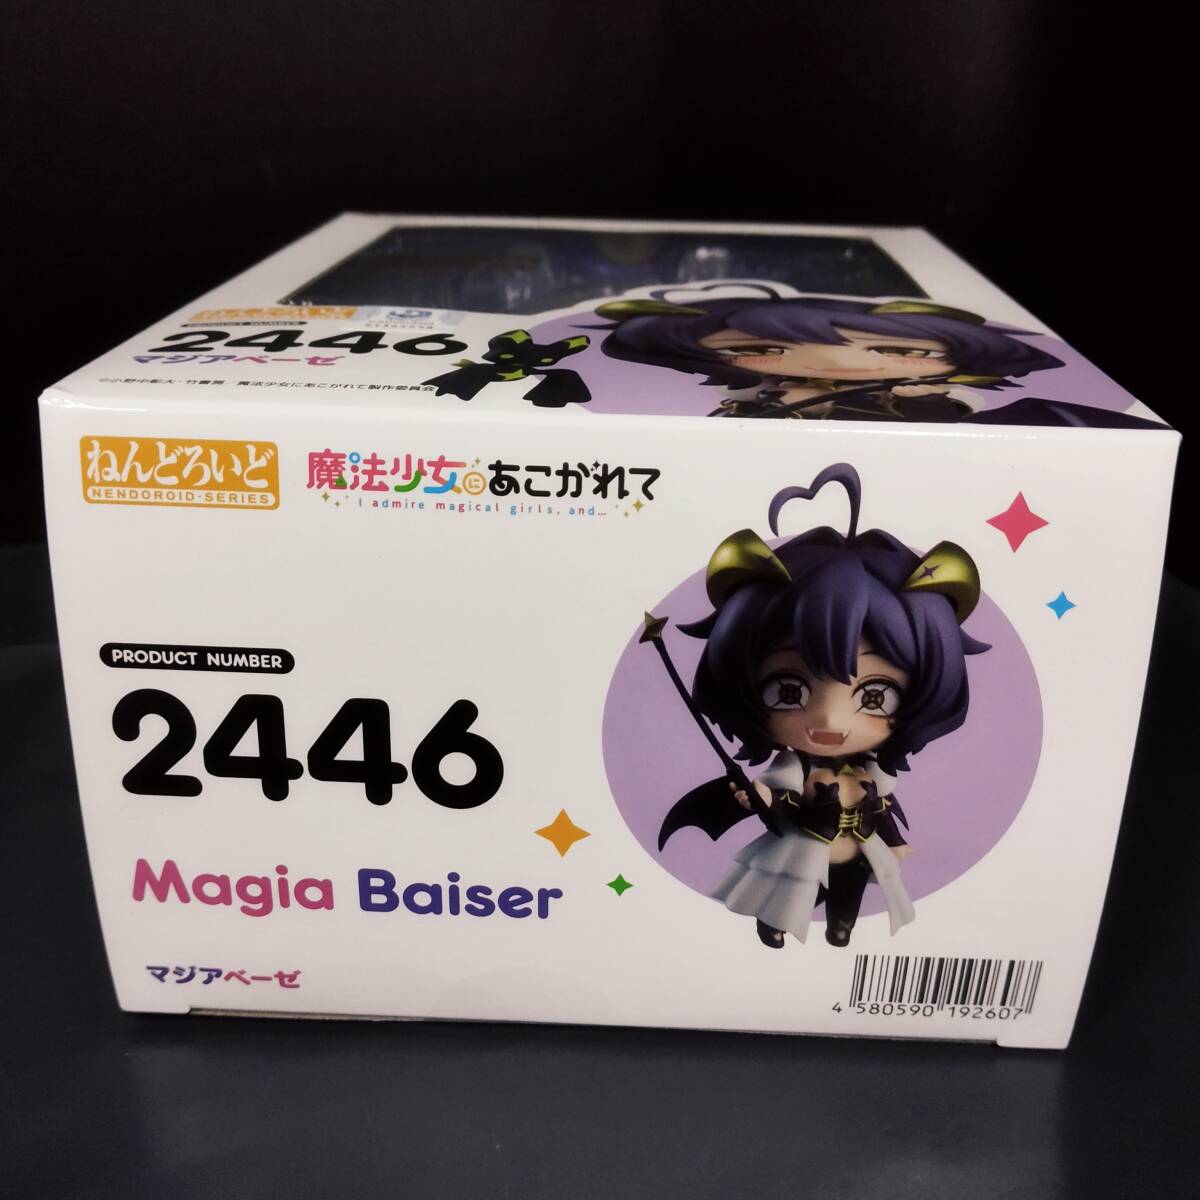 PRODUCT NUMBER
2446
マジアベーゼ
©小野中彰大・竹書房／魔法少女にあこがれて製作委員会
ねんどろいど
NENDOROID・SERIES
魔法少女にあこがれて
I admire magical girls, and...
PRODUCT NUMBER
2446
Magia Baiser
マジアベーゼ
4 580590 192607